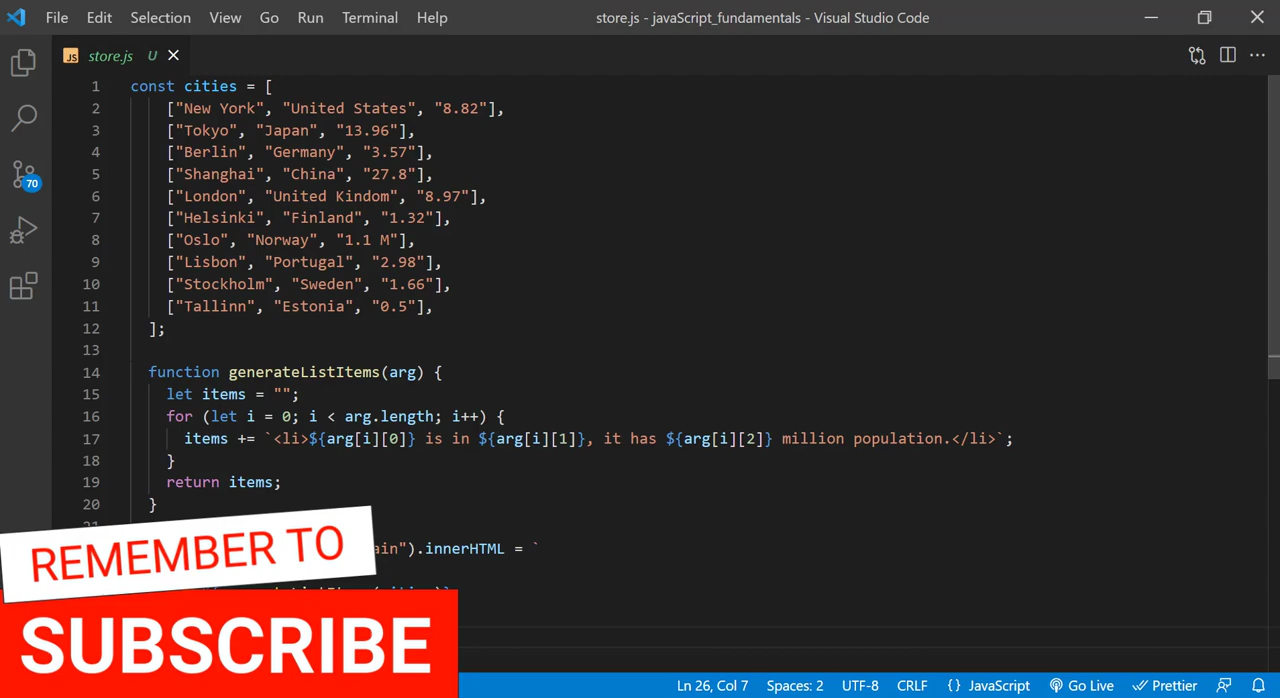 File Edit Selection View Go Run Terminal Help store.js - javaScript_fundamentals - Visual Studio Code
JS store.js U
1 const cities = [
2 ["New York", "United States", "8.82"],
3 ["Tokyo", "Japan", "13.96"],
4 ["Berlin", "Germany", "3.57"],
5 ["Shanghai", "China", "27.8"],
6 ["London", "United Kindom", "8.97"],
7 ["Helsinki", "Finland", "1.32"],
8 ["Oslo", "Norway", "1.1 M"],
9 ["Lisbon", "Portugal", "2.98"],
10 ["Stockholm", "Sweden", "1.66"],
11 ["Tallinn", "Estonia", "0.5"],
12 ];
13
14 function generateListItems(arg) {
15 let items = "";
16 for (let i = 0; i < arg.length; i++) {
17 items += `<li>${arg[i][0]} is in ${arg[i][1]}, it has ${arg[i][2]} million population.</li>`;
18 }
19 return items;
20 }
70
ain").innerHTML = `
REMEMBER TO
SUBSCRIBE
Ln 26, Col 7 Spaces: 2 UTF-8 CRLF {} JavaScript Go Live Prettier